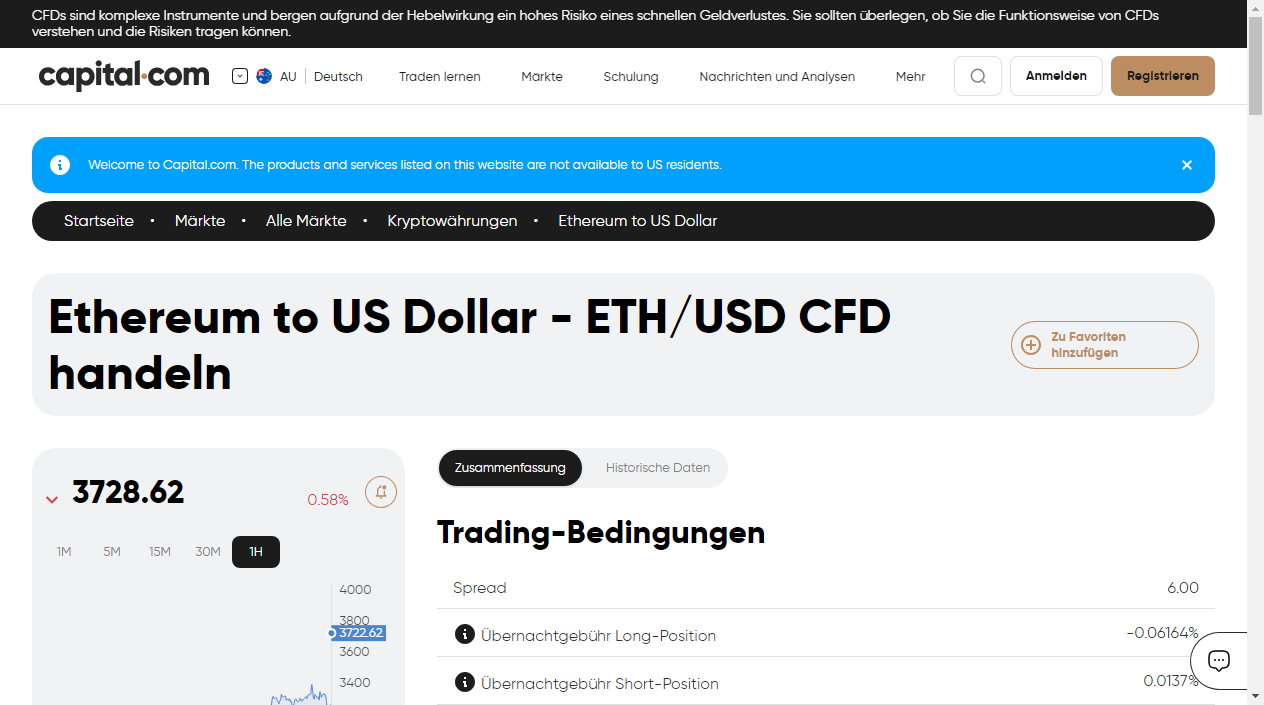 CFDs sind komplexe Instrumente und bergen aufgrund der Hebelwirkung ein hohes Risiko eines schnellen Geldverlustes. Sie sollten überlegen, ob Sie die Funktionsweise von CFDs
verstehen und die Risiken tragen können.
capital.com AU Deutsch Traden lernen Märkte Schulung Nachrichten und Analysen Mehr Anmelden Registrieren
Welcome to Capital.com. The products and services listed on this website are not available to US residents.
Startseite • Märkte • Alle Märkte • Kryptowährungen • Ethereum to US Dollar
Ethereum to US Dollar - ETH/USD CFD
handeln
Zu Favoriten
hinzufügen
3728.62 0.58%
1M 5M 15M 30M 1H
4000
3800
3722.62
3600
3400
Zusammenfassung Historische Daten
Trading-Bedingungen
Spread 6.00
Übernachtgebühr Long-Position -0.06164%
Übernachtgebühr Short-Position 0.0137%